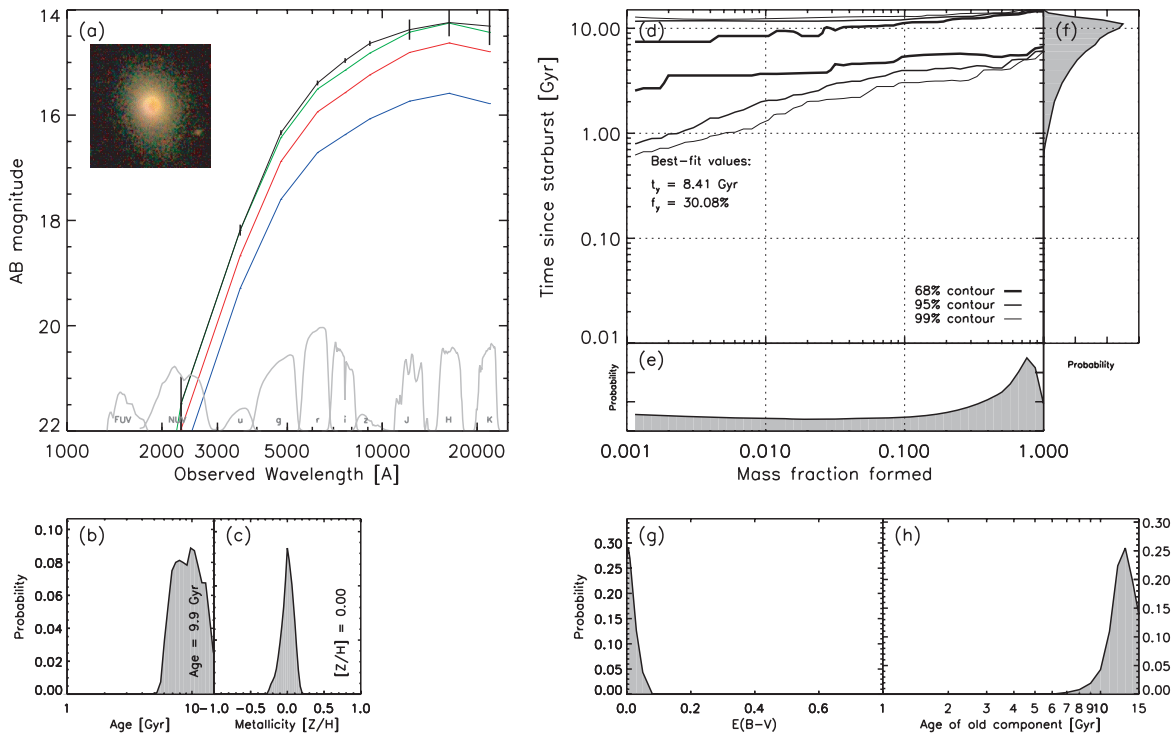 (a)
14
16
18
20
22
AB magnitude
FUV NUV u g r i z J H K
1000 2000 3000 5000 10000 20000
Observed Wavelength [A]
(d)
10.00
1.00
0.10
0.01
Time since starburst [Gyr]
Best-fit values:
ty = 8.41 Gyr
fy = 30.08%
68% contour
95% contour
99% contour
(f)
Probability
(e)
Probability
0.001 0.010 0.100 1.000
Mass fraction formed
(b)
0.10
0.08
0.06
0.04
0.02
0.00
Probability
Age = 9.9 Gyr
1 10
Age [Gyr]
(c)
[Z/H] = 0.00
-1.0 -0.5 0.0 0.5 1.0
Metallicity [Z/H]
(g)
0.30
0.25
0.20
0.15
0.10
0.05
0.00
Probability
0.0 0.2 0.4 0.6
E(B-V)
(h)
0.30
0.25
0.20
0.15
0.10
0.05
0.00
1 2 3 4 5 6 7 8 9 10 15
Age of old component [Gyr]